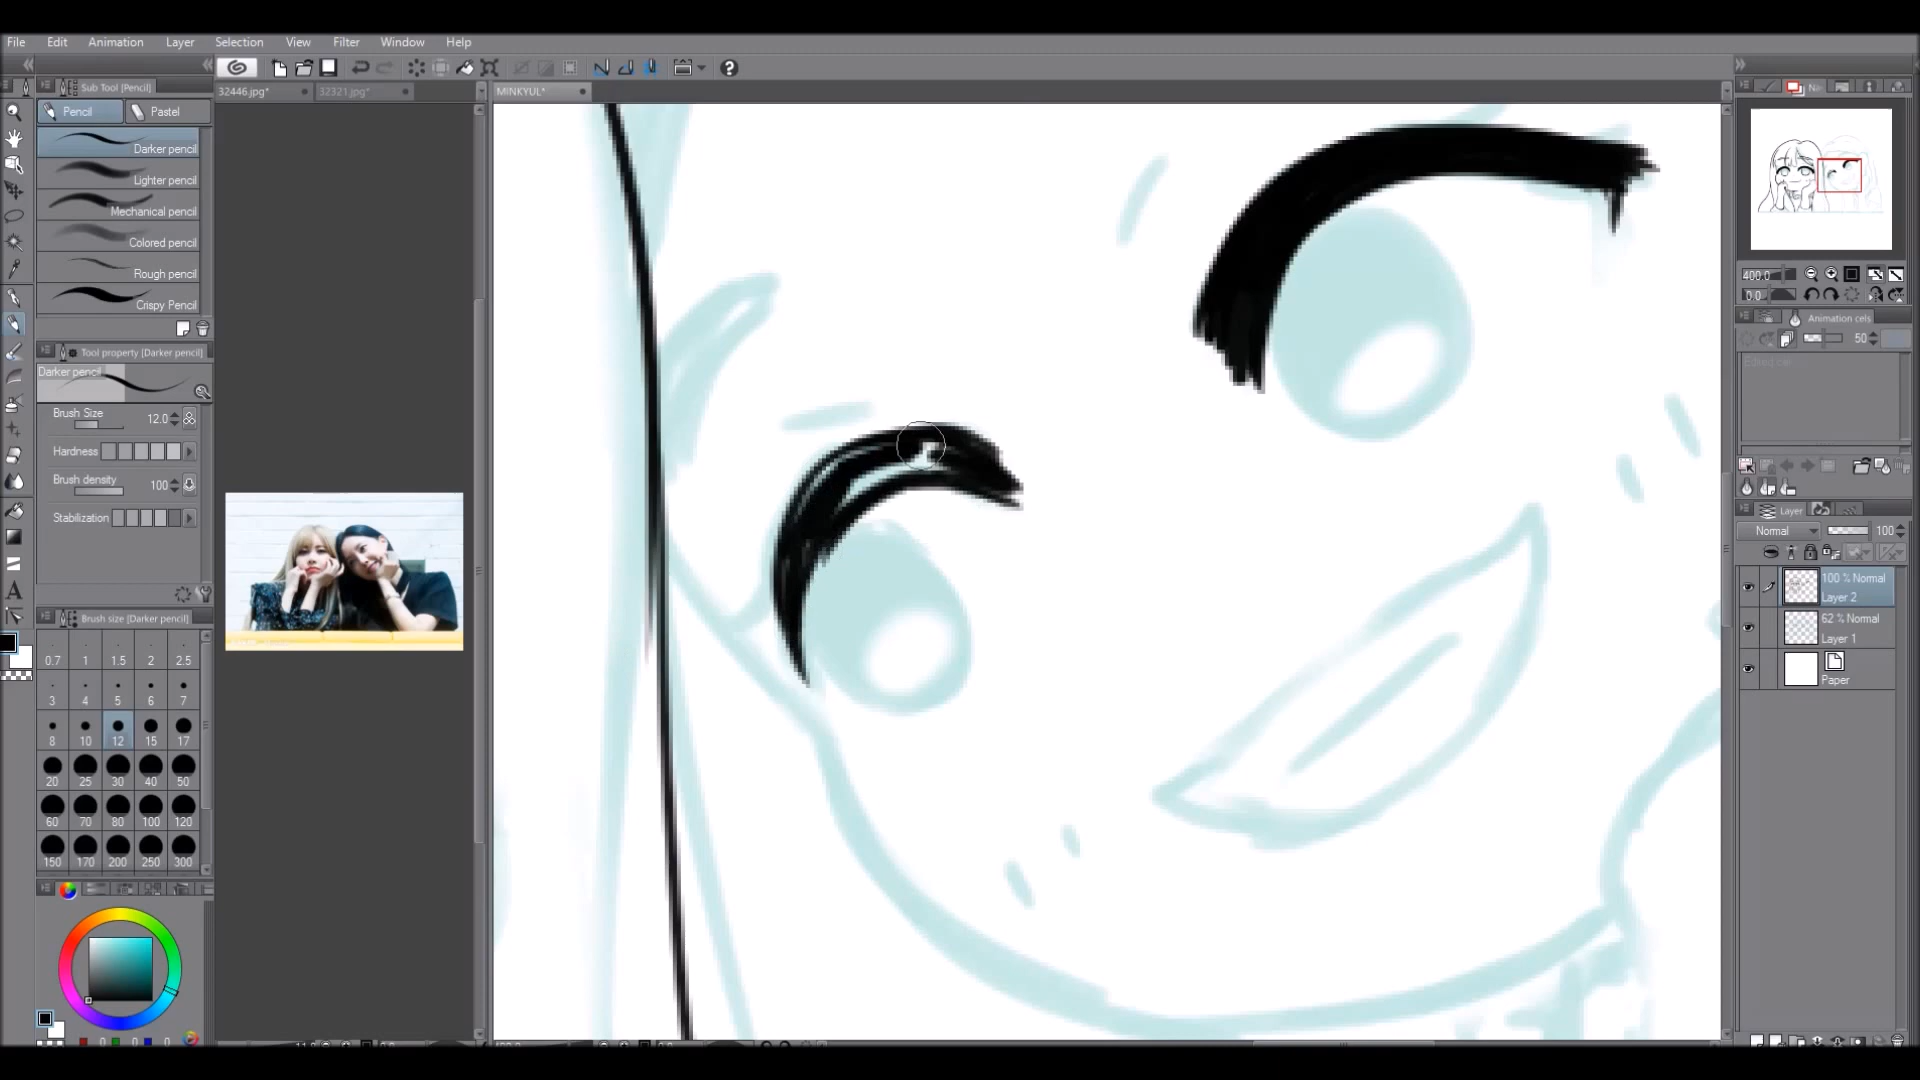 File Edit Animation Layer Selection View Filter Window Help
Sub Tool [Pencil]
32446.jpg*
32321.jpg*
MINKYUL*
Pencil
Pastel
Darker pencil
Lighter pencil
Mechanical pencil
Colored pencil
Rough pencil
Crispy Pencil
Tool property [Darker pencil]
Darker pencil
Brush Size 12.0
Hardness
Brush density 100
Stabilization
Brush size [Darker pencil]
0.7 1 1.5 2 2.5
3 4 5 6 7
8 10 12 15 17
20 25 30 40 50
60 70 80 100 120
150 170 200 250 300
400.0
0.0
Animation cels
50
Layer
Normal 100
100 % Normal
Layer 2
62 % Normal
Layer 1
Paper